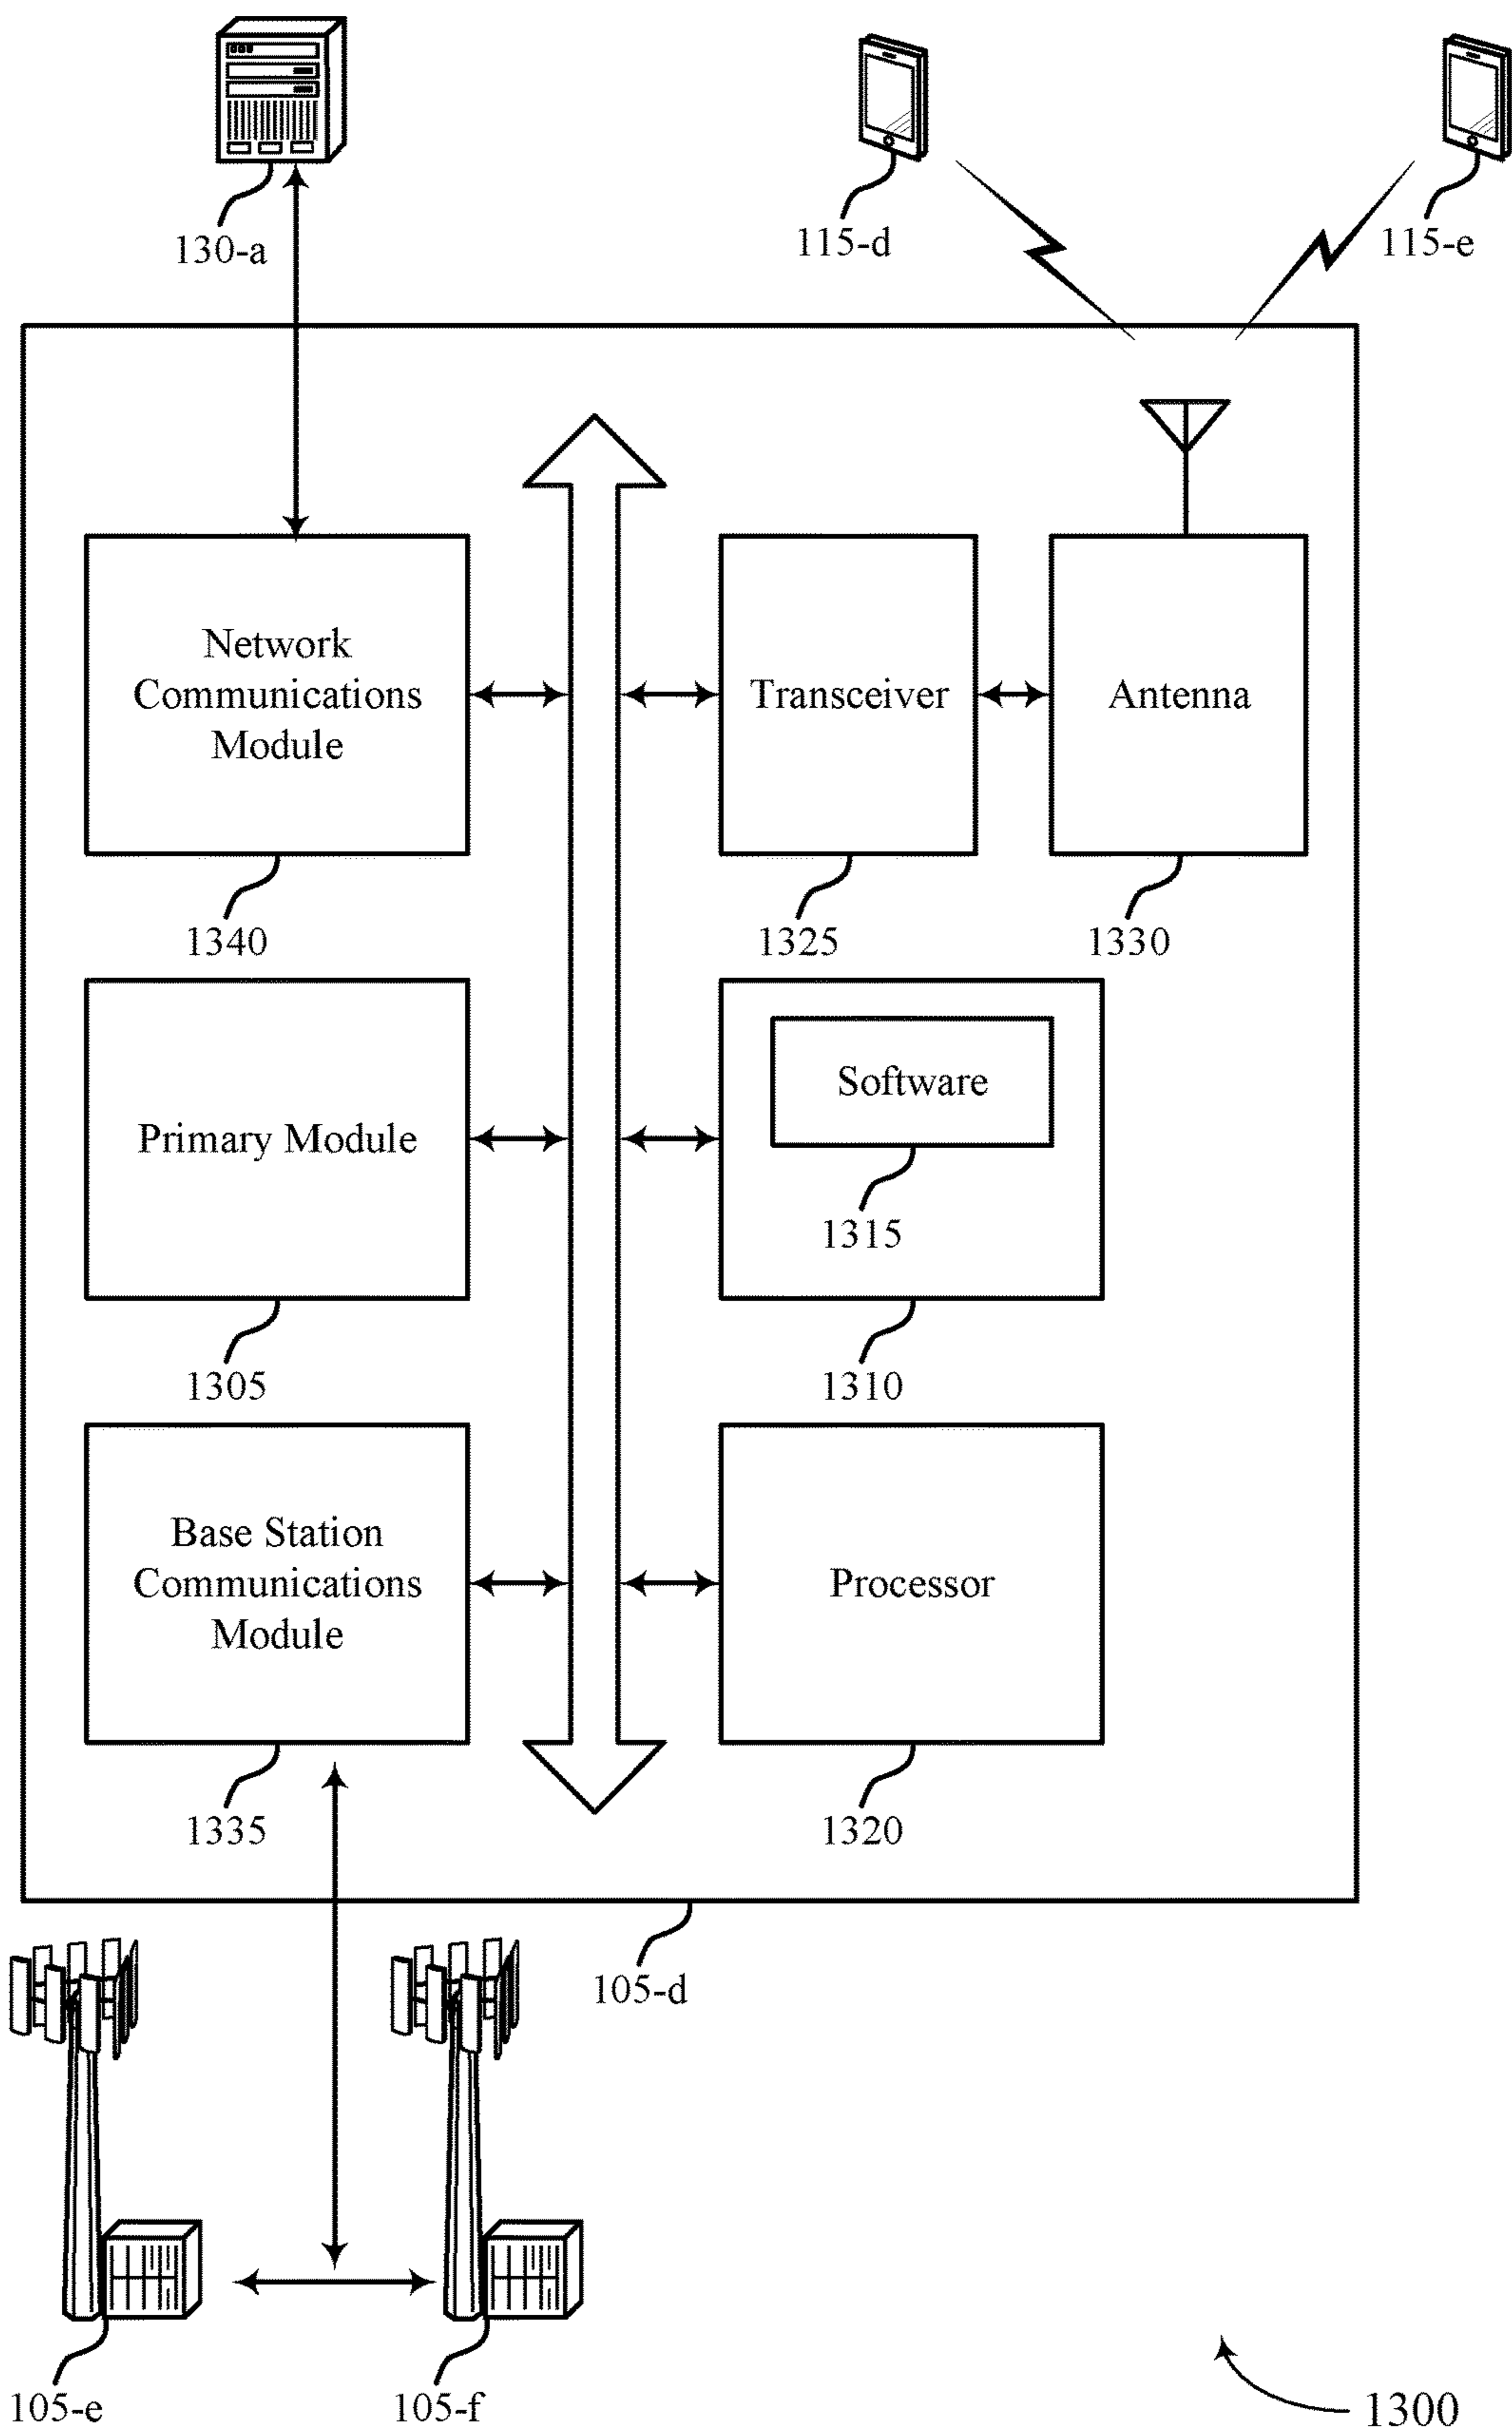 130-a
115-d
115-e
Network
Communications
Module
Transceiver
Antenna
1340
1325
1330
Primary Module
Software
1315
1305
1310
Base Station
Communications
Module
Processor
1335
1320
105-d
105-e
105-f
1300